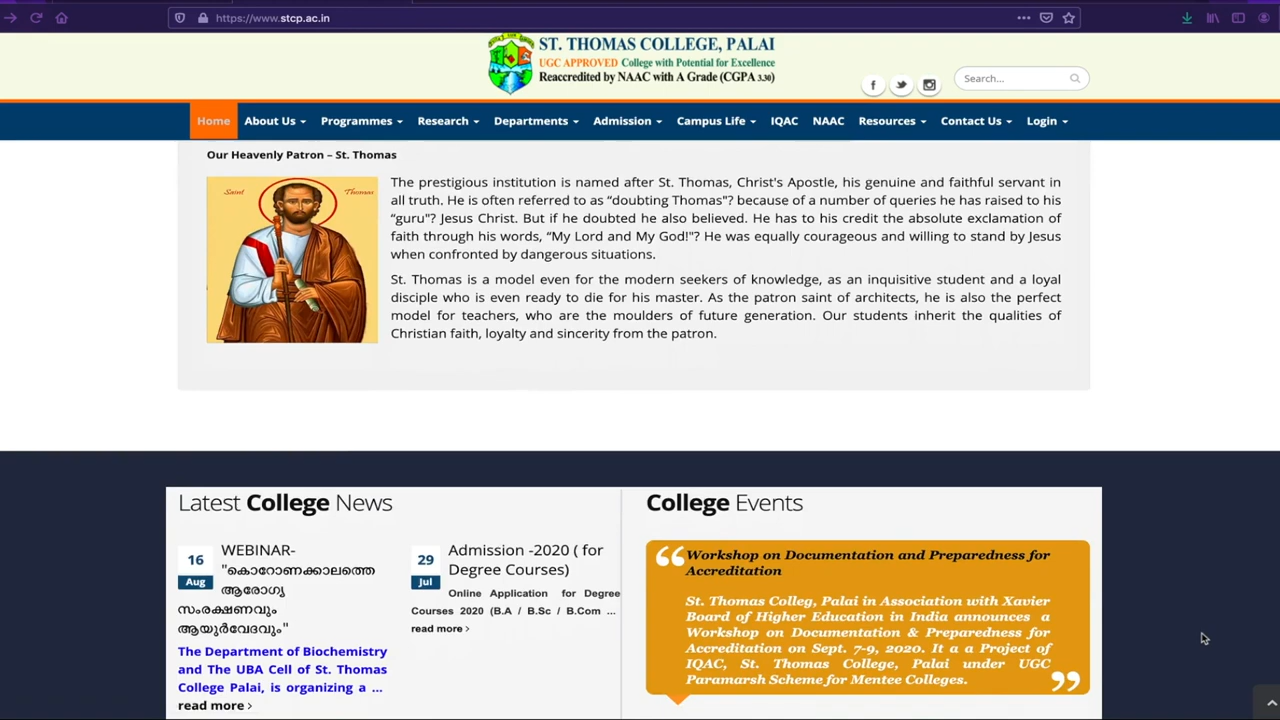 https://www.stcp.ac.in
ST. THOMAS COLLEGE, PALAI
UGC APPROVED College with Potential for Excellence
Reaccredited by NAAC with A Grade (CGPA 3.30)
Search...
Home About Us Programmes Research Departments Admission Campus Life IQAC NAAC Resources Contact Us Login
Our Heavenly Patron – St. Thomas
Saint Thomas
The prestigious institution is named after St. Thomas, Christ's Apostle, his genuine and faithful servant in
all truth. He is often referred to as “doubting Thomas”? because of a number of queries he has raised to his
“guru"? Jesus Christ. But if he doubted he also believed. He has to his credit the absolute exclamation of
faith through his words, “My Lord and My God!"? He was equally courageous and willing to stand by Jesus
when confronted by dangerous situations.
St. Thomas is a model even for the modern seekers of knowledge, as an inquisitive student and a loyal
disciple who is even ready to die for his master. As the patron saint of architects, he is also the perfect
model for teachers, who are the moulders of future generation. Our students inherit the qualities of
Christian faith, loyalty and sincerity from the patron.
Latest College News
16
Aug
WEBINAR-
"കൊറോണക്കാലത്തെ
ആരോഗ്യ
സംരക്ഷണവും
ആയുർവേദവും"
The Department of Biochemistry
and The UBA Cell of St. Thomas
College Palai, is organizing a ...
read more
29
Jul
Admission -2020 ( for
Degree Courses)
Online Application for Degree
Courses 2020 (B.A / B.Sc / B.Com ...
read more
College Events
Workshop on Documentation and Preparedness for
Accreditation
St. Thomas Colleg, Palai in Association with Xavier
Board of Higher Education in India announces a
Workshop on Documentation & Preparedness for
Accreditation on Sept. 7-9, 2020. It a a Project of
IQAC, St. Thomas College, Palai under UGC
Paramarsh Scheme for Mentee Colleges.